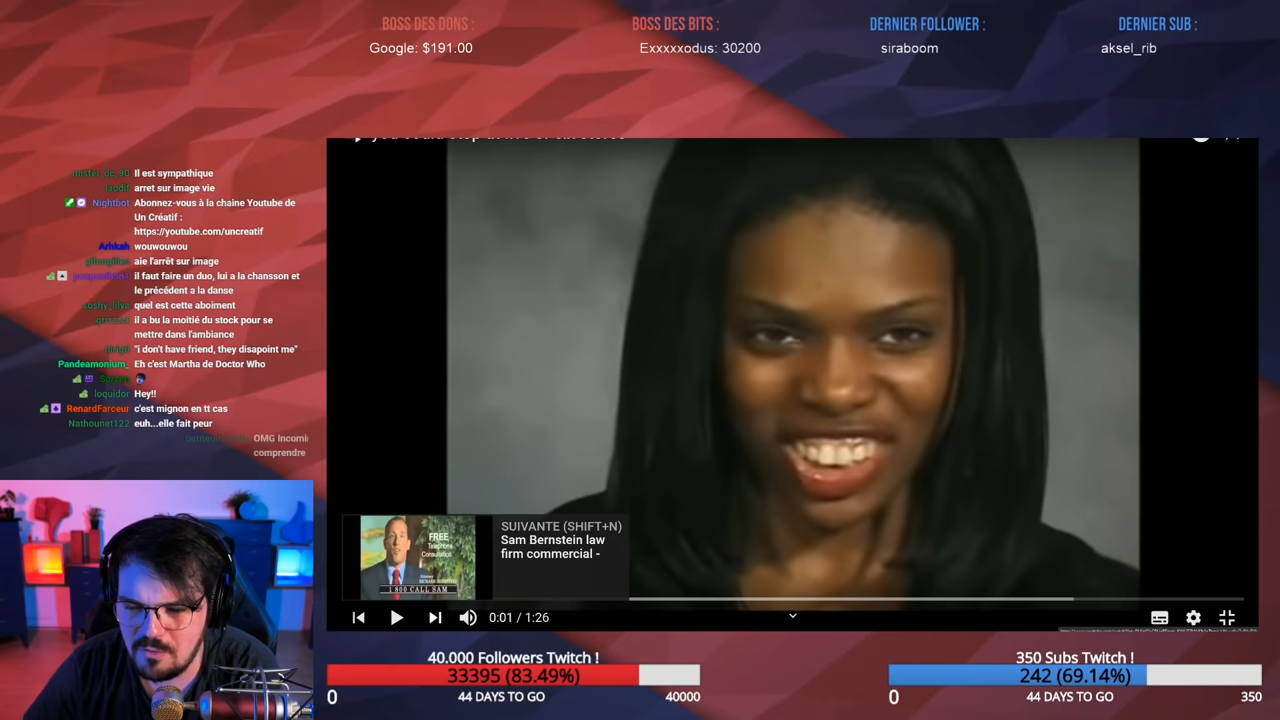 BOSS DES DONS :
Google: $191.00
BOSS DES BITS :
Exxxxxodus: 30200
DERNIER FOLLOWER :
siraboom
DERNIER SUB :
aksel_rib
Il est sympathique
arret sur image vie
Nightbot Abonnez-vous à la chaine Youtube de
Un Créatif :
https://youtube.com/uncreatif
Arhkah wouwouwou
aie l'arrêt sur image
il faut faire un duo, lui a la chansson et
le précédent a la danse
quel est cette aboiment
il a bu la moitié du stock pour se
mettre dans l'ambiance
"i don't have friend, they disapoint me"
Pandeamonium_ Eh c'est Martha de Doctor Who
loquidor Hey!!
RenardFarceur c'est mignon en tt cas
Nathounet122 euh...elle fait peur
OMG Incomi
comprendre
SUIVANTE (SHIFT+N)
Sam Bernstein law
firm commercial -
FREE
Telephone
Consultation
1 800 CALL SAM
0:01 / 1:26
40.000 Followers Twitch !
33395 (83.49%)
0
44 DAYS TO GO
40000
350 Subs Twitch !
242 (69.14%)
0
44 DAYS TO GO
350